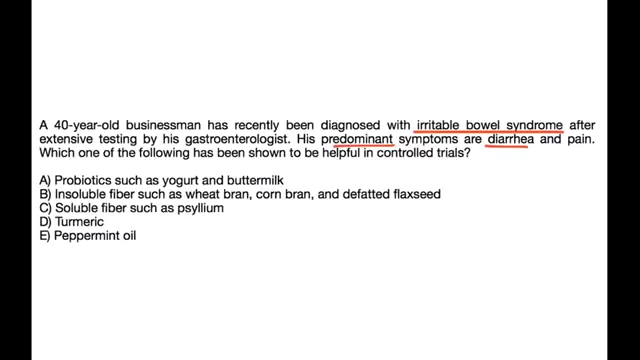 A 40-year-old businessman has recently been diagnosed with irritable bowel syndrome after
extensive testing by his gastroenterologist. His predominant symptoms are diarrhea and pain.
Which one of the following has been shown to be helpful in controlled trials?
A) Probiotics such as yogurt and buttermilk
B) Insoluble fiber such as wheat bran, corn bran, and defatted flaxseed
C) Soluble fiber such as psyllium
D) Turmeric
E) Peppermint oil